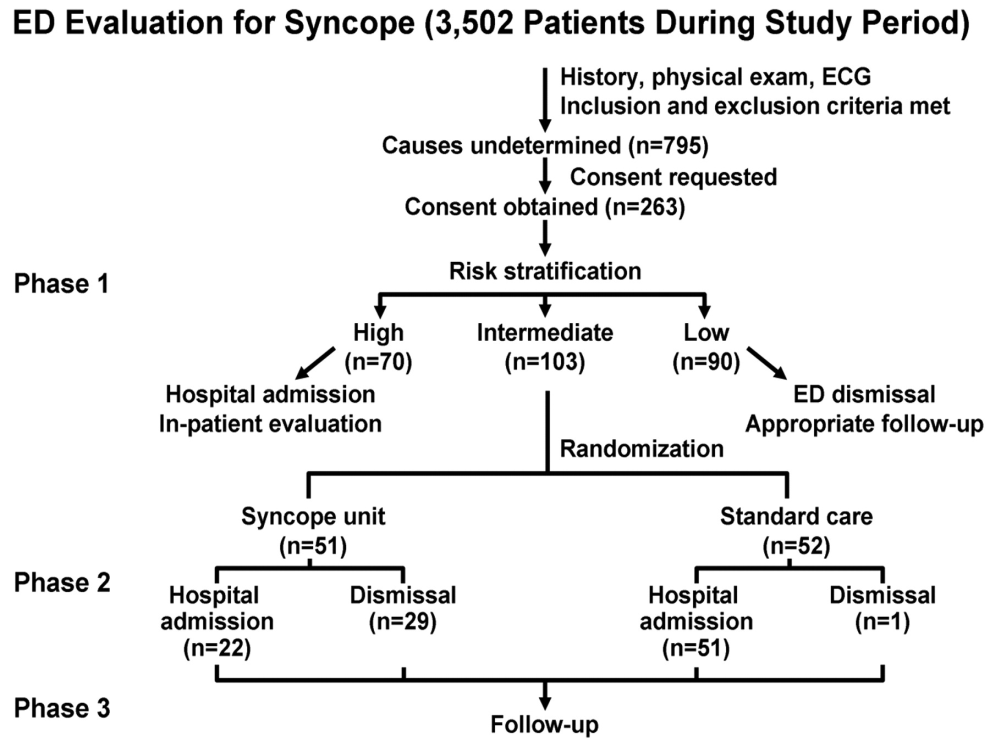 ED Evaluation for Syncope (3,502 Patients During Study Period)
History, physical exam, ECG
Inclusion and exclusion criteria met
Causes undetermined (n=795)
Consent requested
Consent obtained (n=263)
Risk stratification
Phase 1
High
(n=70)
Intermediate
(n=103)
Low
(n=90)
Hospital admission
In-patient evaluation
ED dismissal
Appropriate follow-up
Randomization
Syncope unit
(n=51)
Standard care
(n=52)
Phase 2
Hospital
admission
(n=22)
Dismissal
(n=29)
Hospital
admission
(n=51)
Dismissal
(n=1)
Phase 3
Follow-up